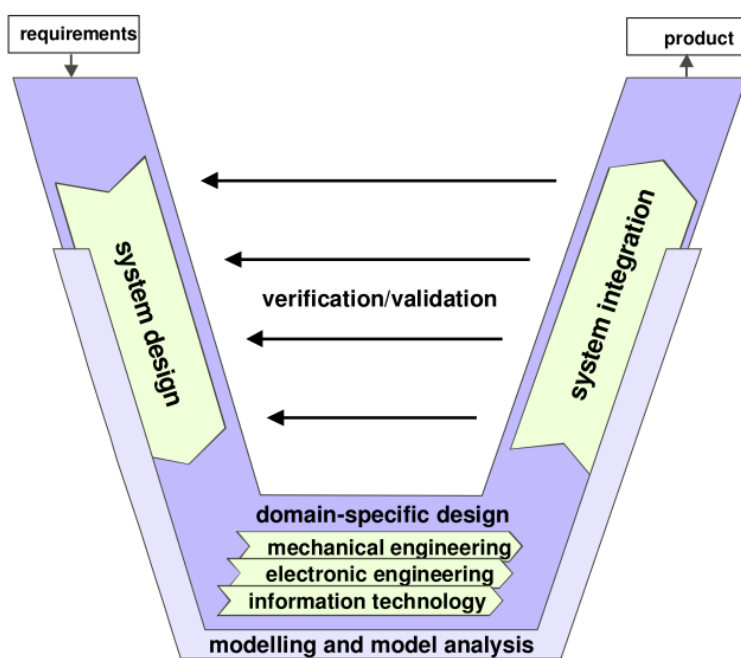 requirements
product
system design
verification/validation
system integration
domain-specific design
mechanical engineering
electronic engineering
information technology
modelling and model analysis